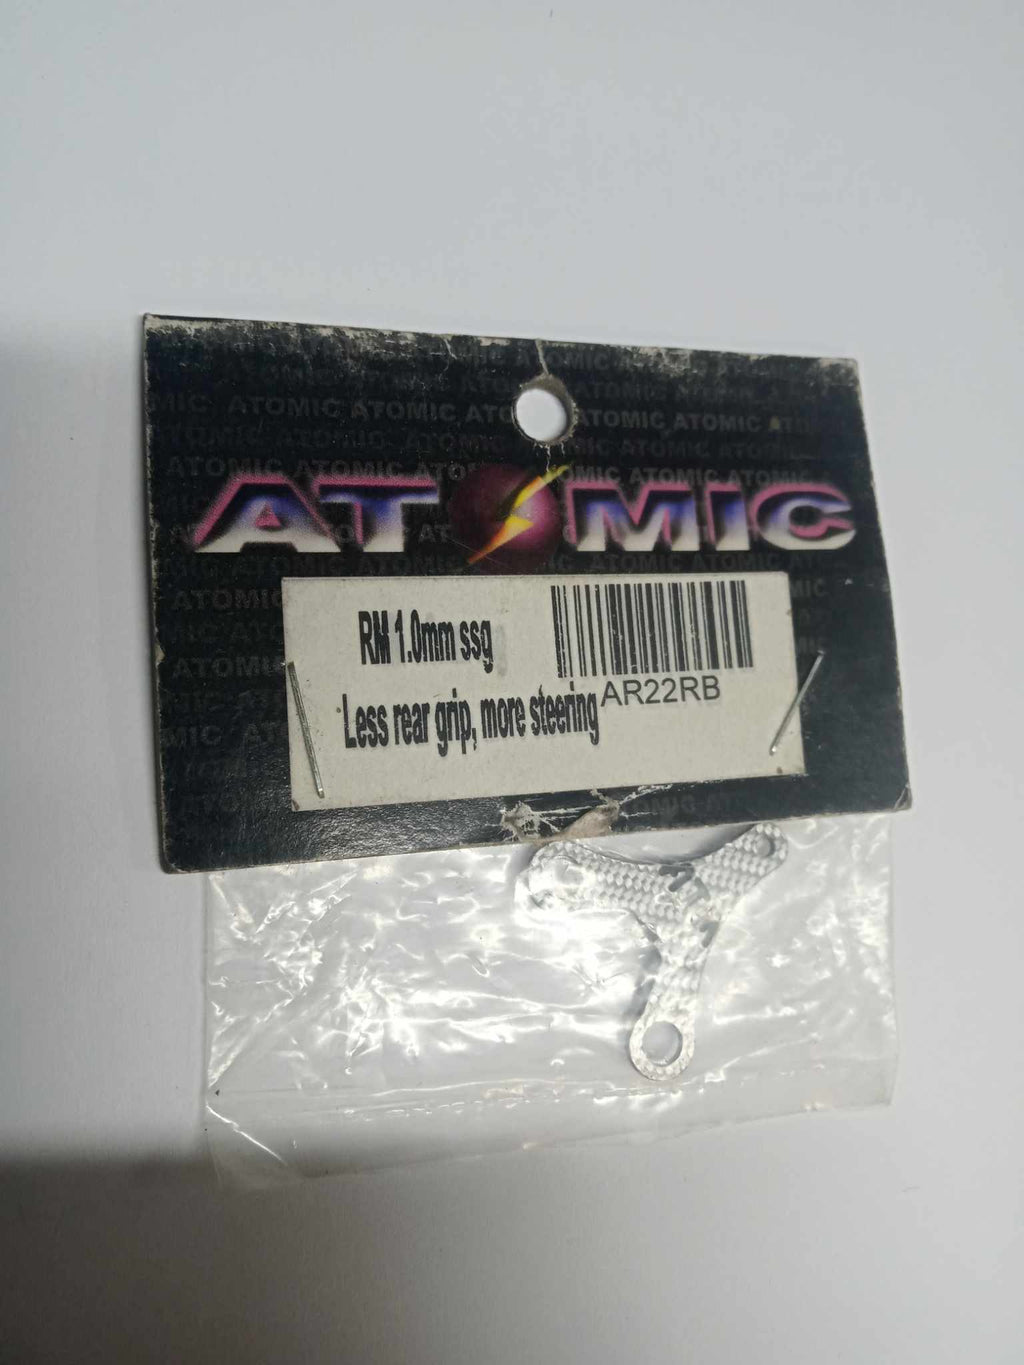 ATOMIC
RM 1.0mm ssg
AR22RB
Less rear grip, more steering